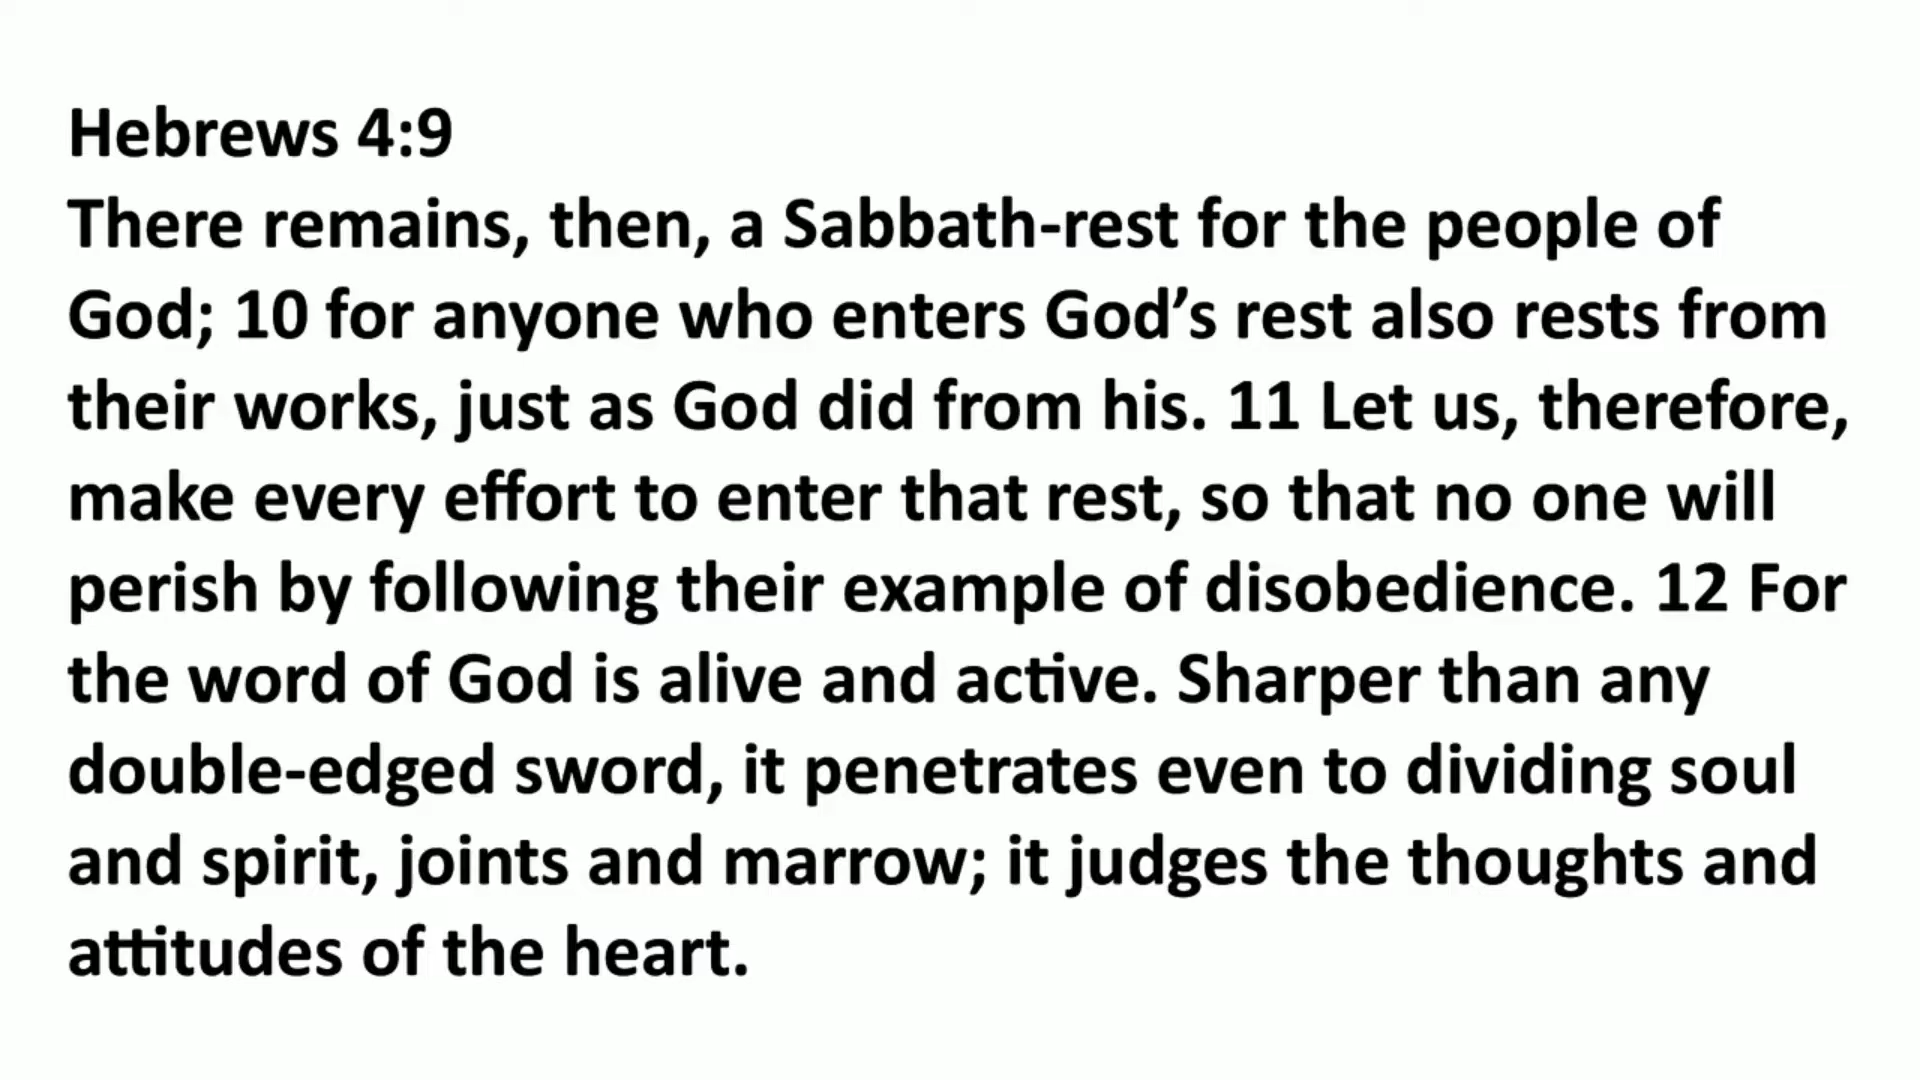 Hebrews 4:9
There remains, then, a Sabbath-rest for the people of
God; 10 for anyone who enters God’s rest also rests from
their works, just as God did from his. 11 Let us, therefore,
make every effort to enter that rest, so that no one will
perish by following their example of disobedience. 12 For
the word of God is alive and active. Sharper than any
double-edged sword, it penetrates even to dividing soul
and spirit, joints and marrow; it judges the thoughts and
attitudes of the heart.